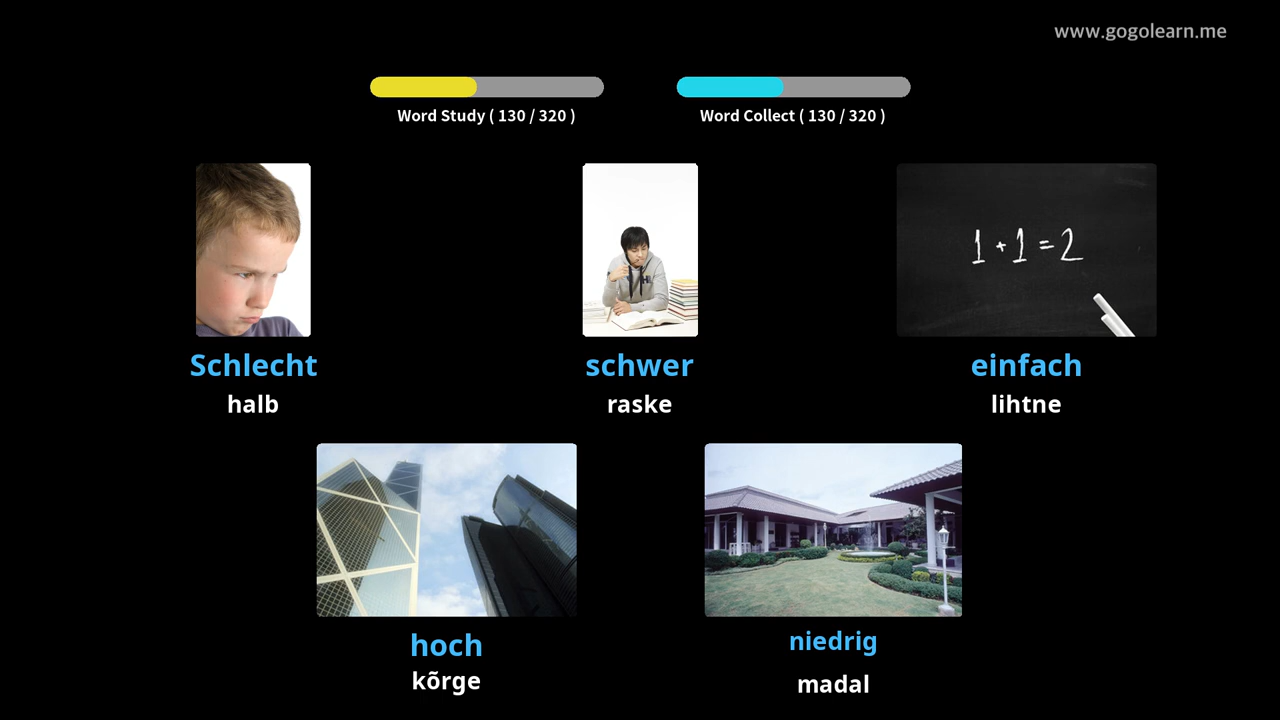 www.gogolearn.me
Word Study ( 130 / 320 )
Word Collect ( 130 / 320 )
1 + 1 = 2
Schlecht
halb
schwer
raske
einfach
lihtne
hoch
kõrge
niedrig
madal